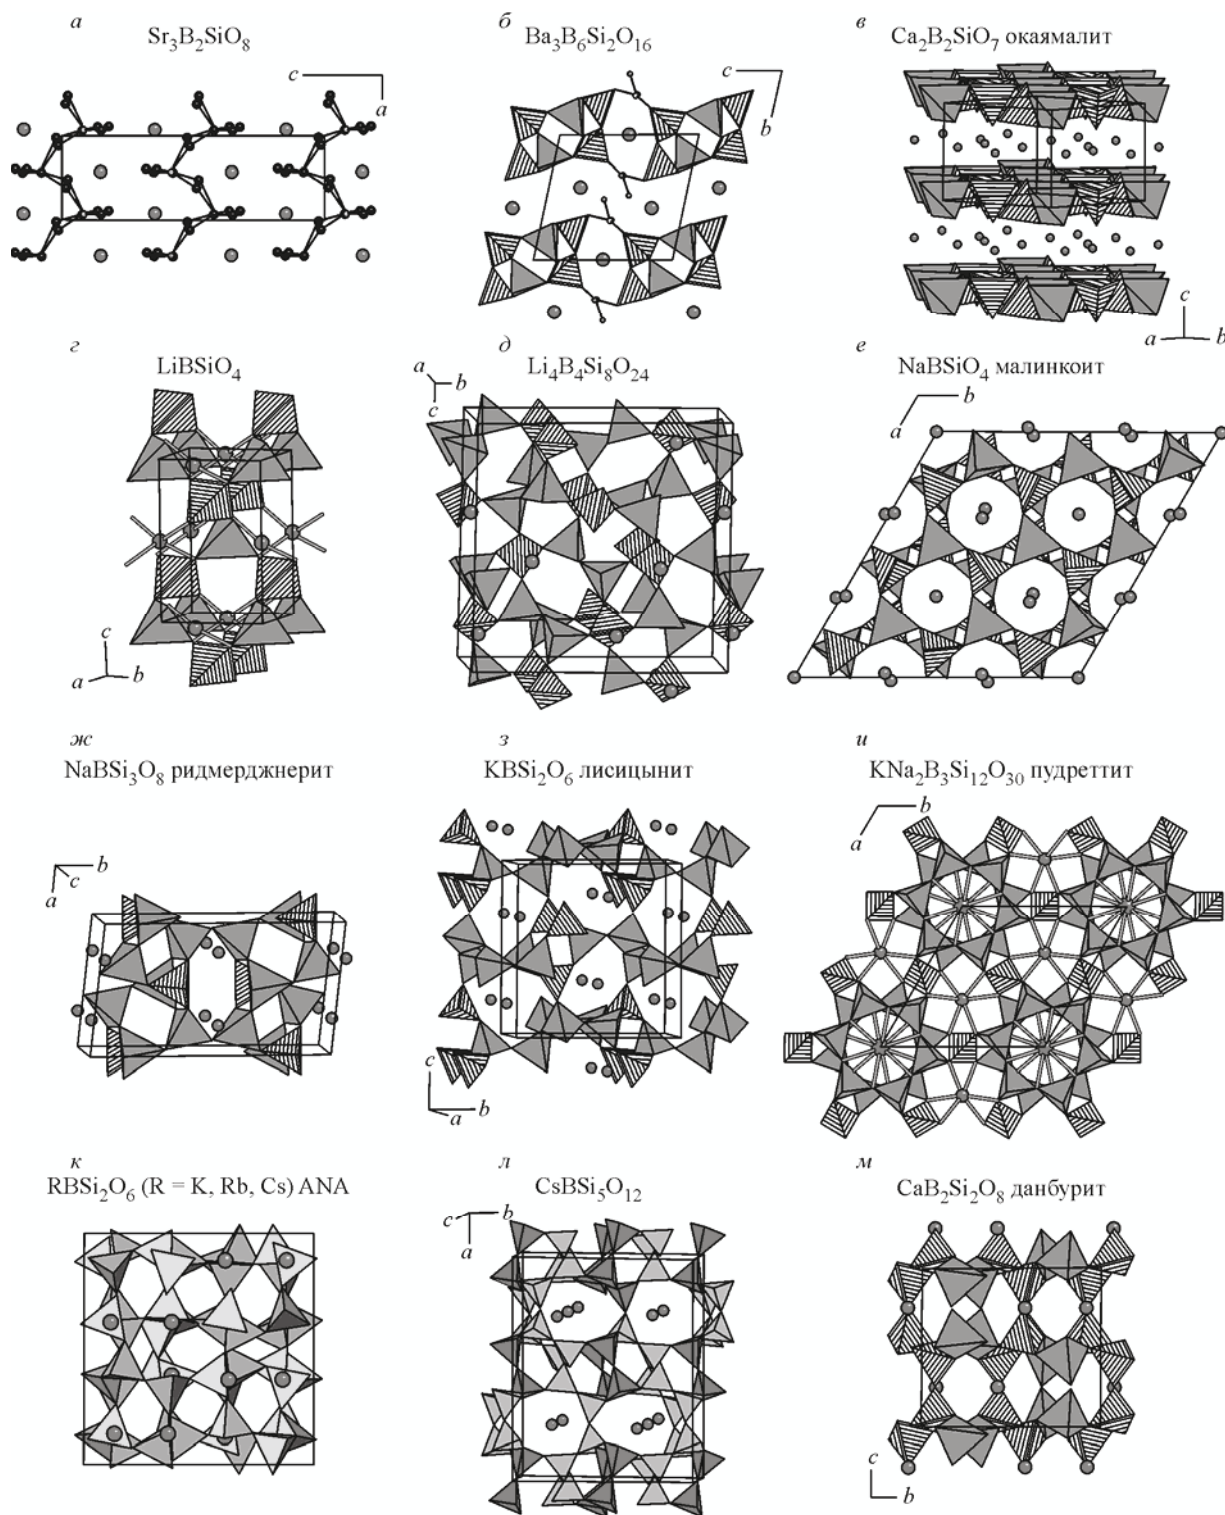 а
Sr₃B₂SiO₈
c
a
б
Ba₃B₆Si₂O₁₆
c
b
в
Ca₂B₂SiO₇ окаямалит
c
a b
г
LiBSiO₄
c
a b
д
Li₄B₄Si₈O₂₄
a
b
c
е
NaBSiO₄ малинкоит
b
a
ж
NaBSi₃O₈ ридмерджнерит
b
c
a
з
KBSi₂O₆ лисицынит
c
b
a
и
KNa₂B₃Si₁₂O₃₀ пудреттит
b
a
к
RBSi₂O₆ (R = K, Rb, Cs) ANA
л
CsBSi₅O₁₂
c b
a
м
CaB₂Si₂O₈ данбурит
c
b